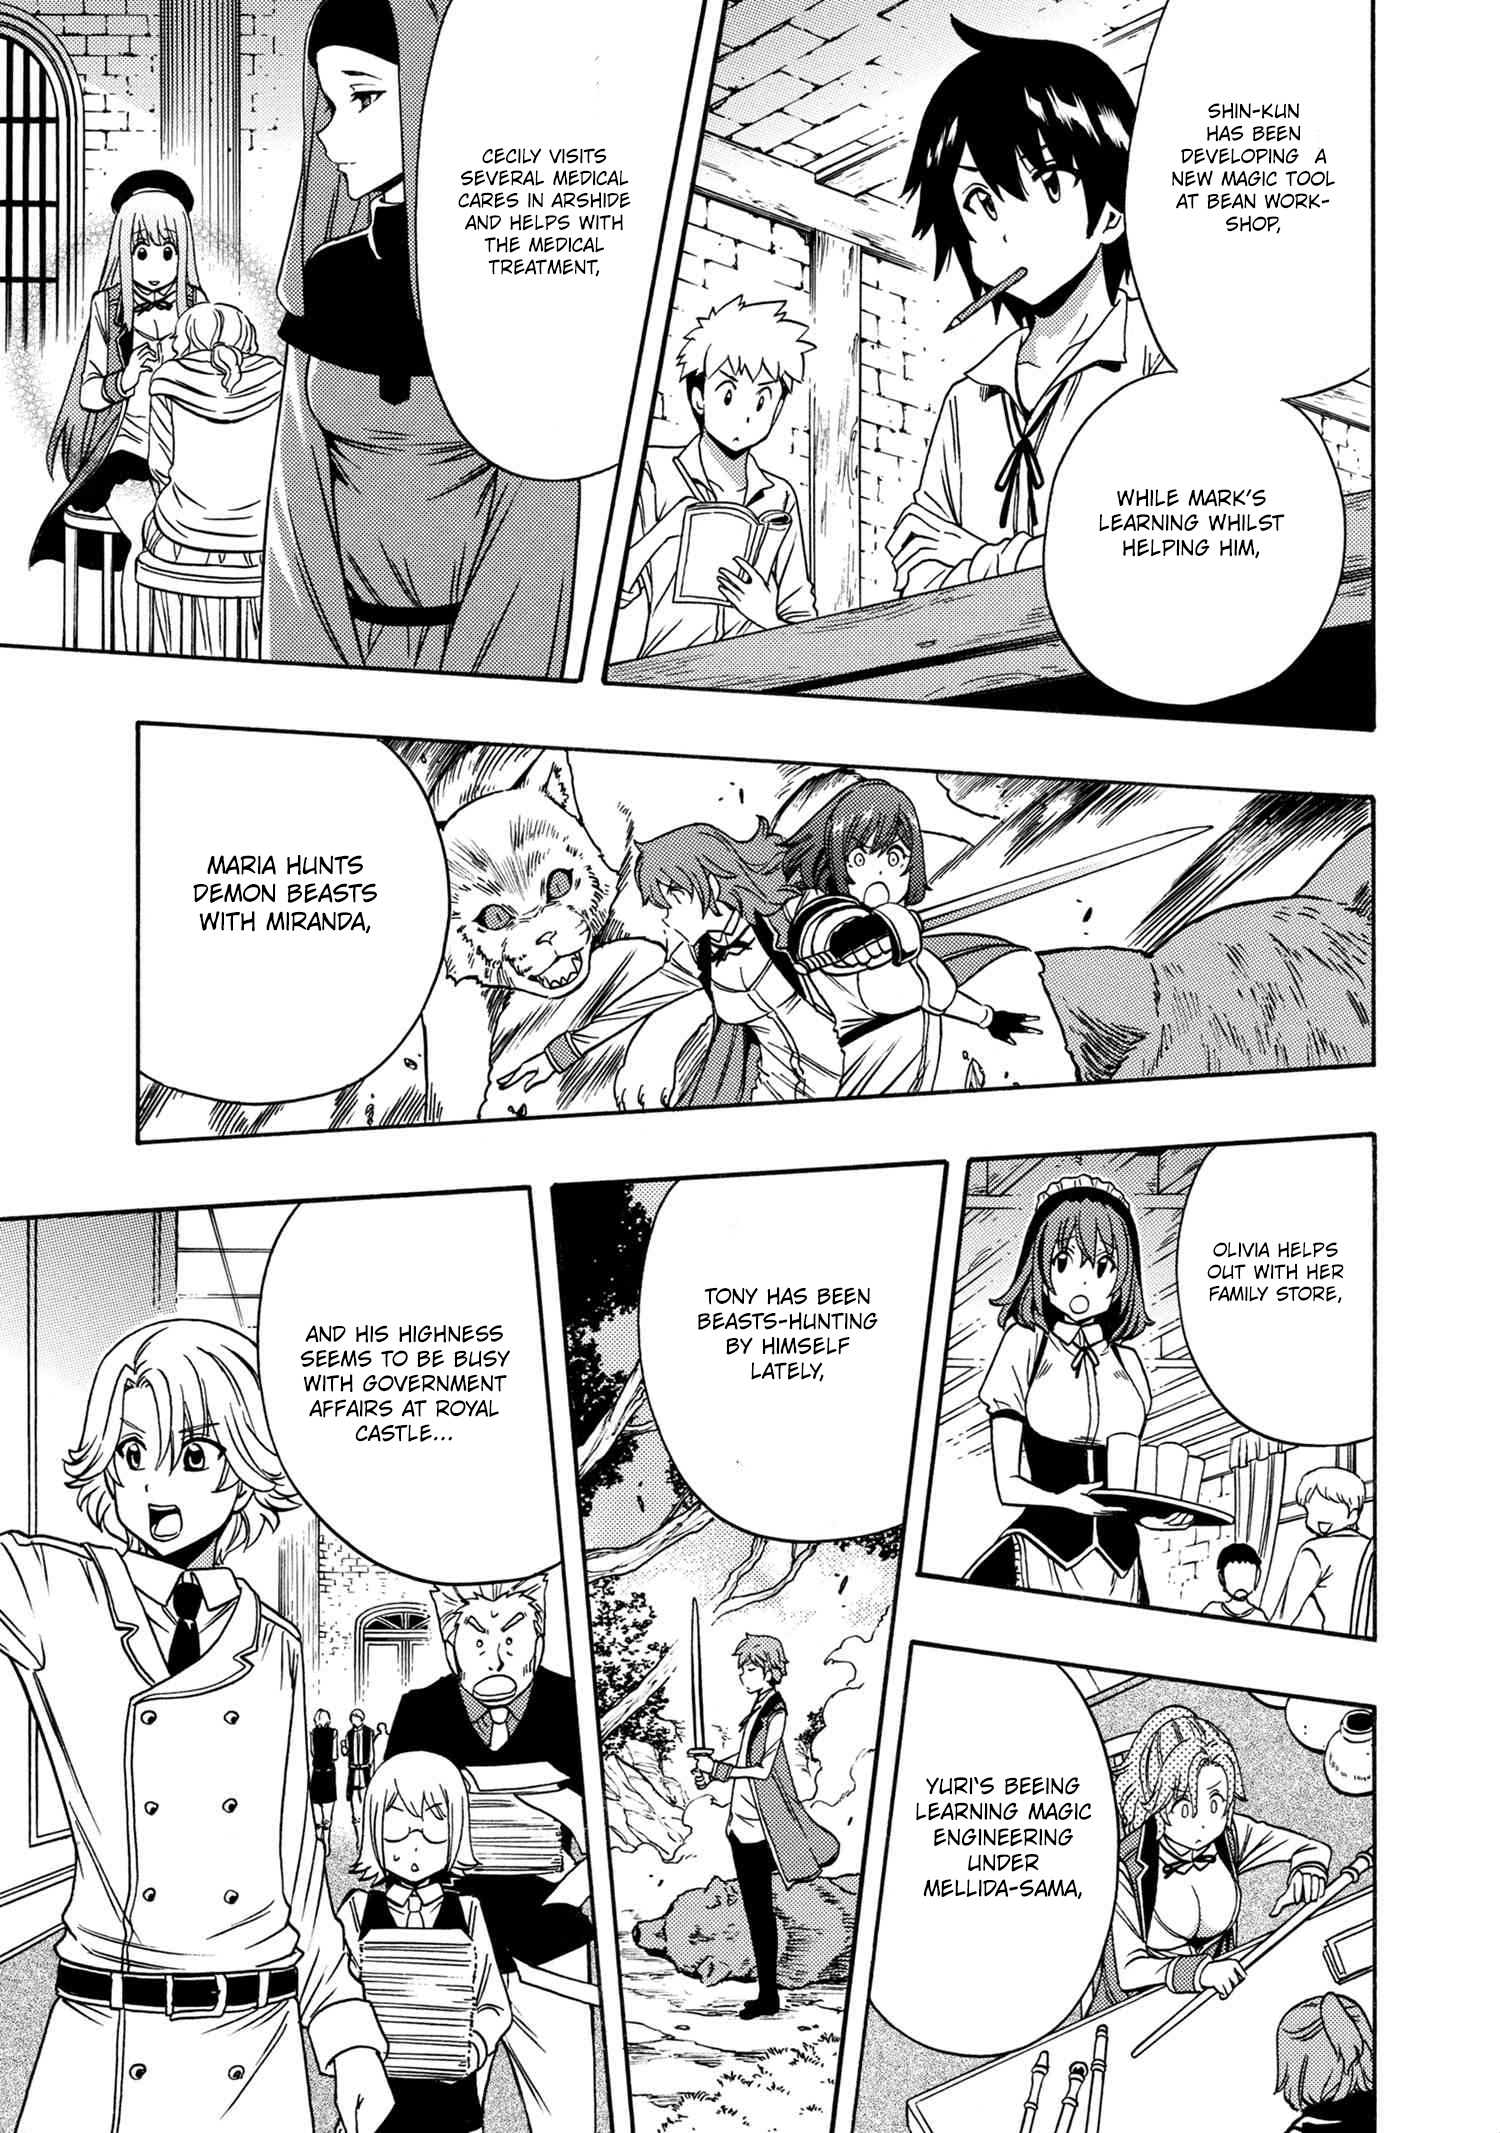 SHIN-KUN
HAS BEEN
DEVELOPING A
NEW MAGIC TOOL
AT BEAN WORK-
SHOP,
WHILE MARK'S
LEARNING WHILST
HELPING HIM,
CECILY VISITS
SEVERAL MEDICAL
CARES IN ARSHIDE
AND HELPS WITH
THE MEDICAL
TREATMENT,
MARIA HUNTS
DEMON BEASTS
WITH MIRANDA,
OLIVIA HELPS
OUT WITH HER
FAMILY STORE,
YURI'S BEEING
LEARNING MAGIC
ENGINEERING
UNDER
MELLIDA-SAMA,
TONY HAS BEEN
BEASTS-HUNTING
BY HIMSELF
LATELY,
AND HIS HIGHNESS
SEEMS TO BE BUSY
WITH GOVERNMENT
AFFAIRS AT ROYAL
CASTLE...